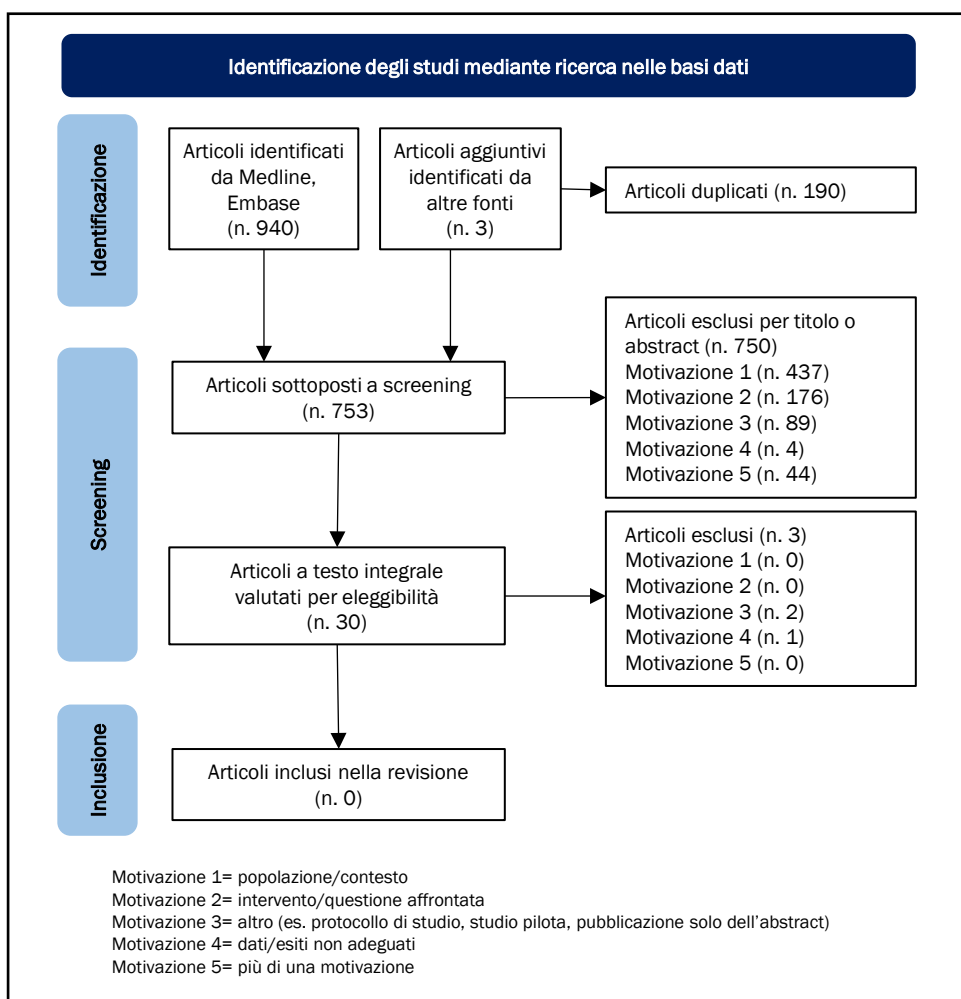 Identificazione degli studi mediante ricerca nelle basi dati
Identificazione
Articoli identificati
da Medline,
Embase
(n. 940)
Articoli aggiuntivi
identificati da
altre fonti
(n. 3)
Articoli duplicati (n. 190)
Screening
Articoli sottoposti a screening
(n. 753)
Articoli esclusi per titolo o
abstract (n. 750)
Motivazione 1 (n. 437)
Motivazione 2 (n. 176)
Motivazione 3 (n. 89)
Motivazione 4 (n. 4)
Motivazione 5 (n. 44)
Articoli a testo integrale
valutati per eleggibilità
(n. 30)
Articoli esclusi (n. 3)
Motivazione 1 (n. 0)
Motivazione 2 (n. 0)
Motivazione 3 (n. 2)
Motivazione 4 (n. 1)
Motivazione 5 (n. 0)
Inclusione
Articoli inclusi nella revisione
(n. 0)
Motivazione 1= popolazione/contesto
Motivazione 2= intervento/questione affrontata
Motivazione 3= altro (es. protocollo di studio, studio pilota, pubblicazione solo dell'abstract)
Motivazione 4= dati/esiti non adeguati
Motivazione 5= più di una motivazione